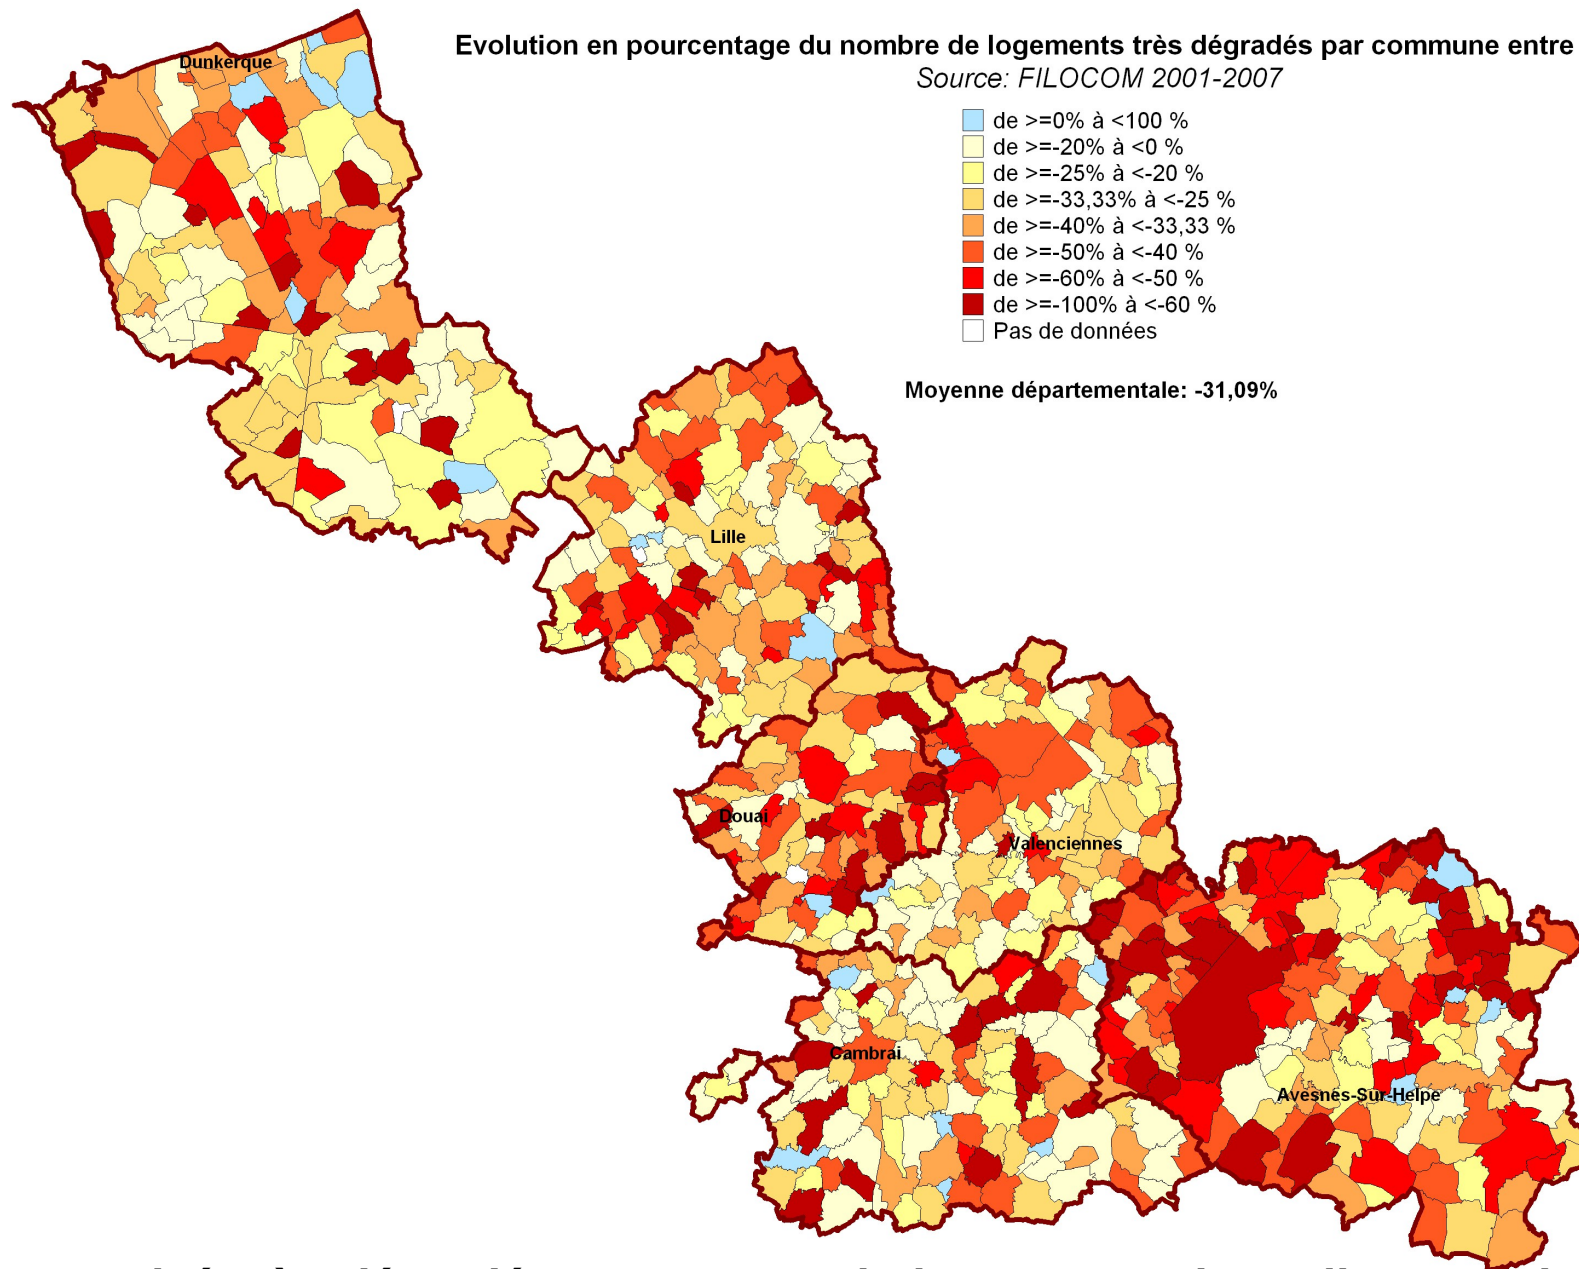 Evolution en pourcentage du nombre de logements très dégradés par commune entre
Source: FILOCOM 2001-2007
de >=0% à <100 %
de >=-20% à <0 %
de >=-25% à <-20 %
de >=-33,33% à <-25 %
de >=-40% à <-33,33 %
de >=-50% à <-40 %
de >=-60% à <-50 %
de >=-100% à <-60 %
Pas de données
Moyenne départementale: -31,09%
Dunkerque
Lille
Douai
Valenciennes
Cambrai
Avesnes-Sur-Helpe